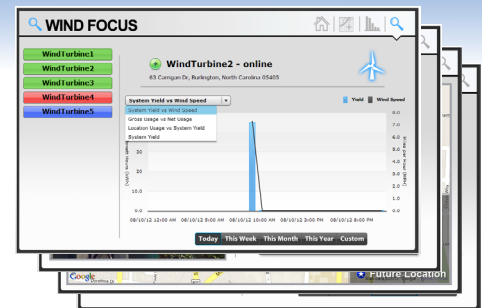 WIND FOCUS
WindTurbine1
WindTurbine2
WindTurbine3
WindTurbine4
WindTurbine5
WindTurbine2 - online
63 Carrigan Dr, Burlington, North Carolina 05405
System Yield vs Wind Speed
Yield Wind Speed
System Yield vs Wind Speed
Gross Usage vs Net Usage
Location Usage vs System Yield
System Yield
30
20
10.0
0.0
8.0
7.0
6.0
5.0
4.0
2.0
1.0
0.0
08/10/12 12:00 AM 08/10/12 5:00 AM 08/10/12 10:00 AM 08/10/12 3:00 PM 08/10/12 8:00 PM
Today This Week This Month This Year Custom
Google
Future Location